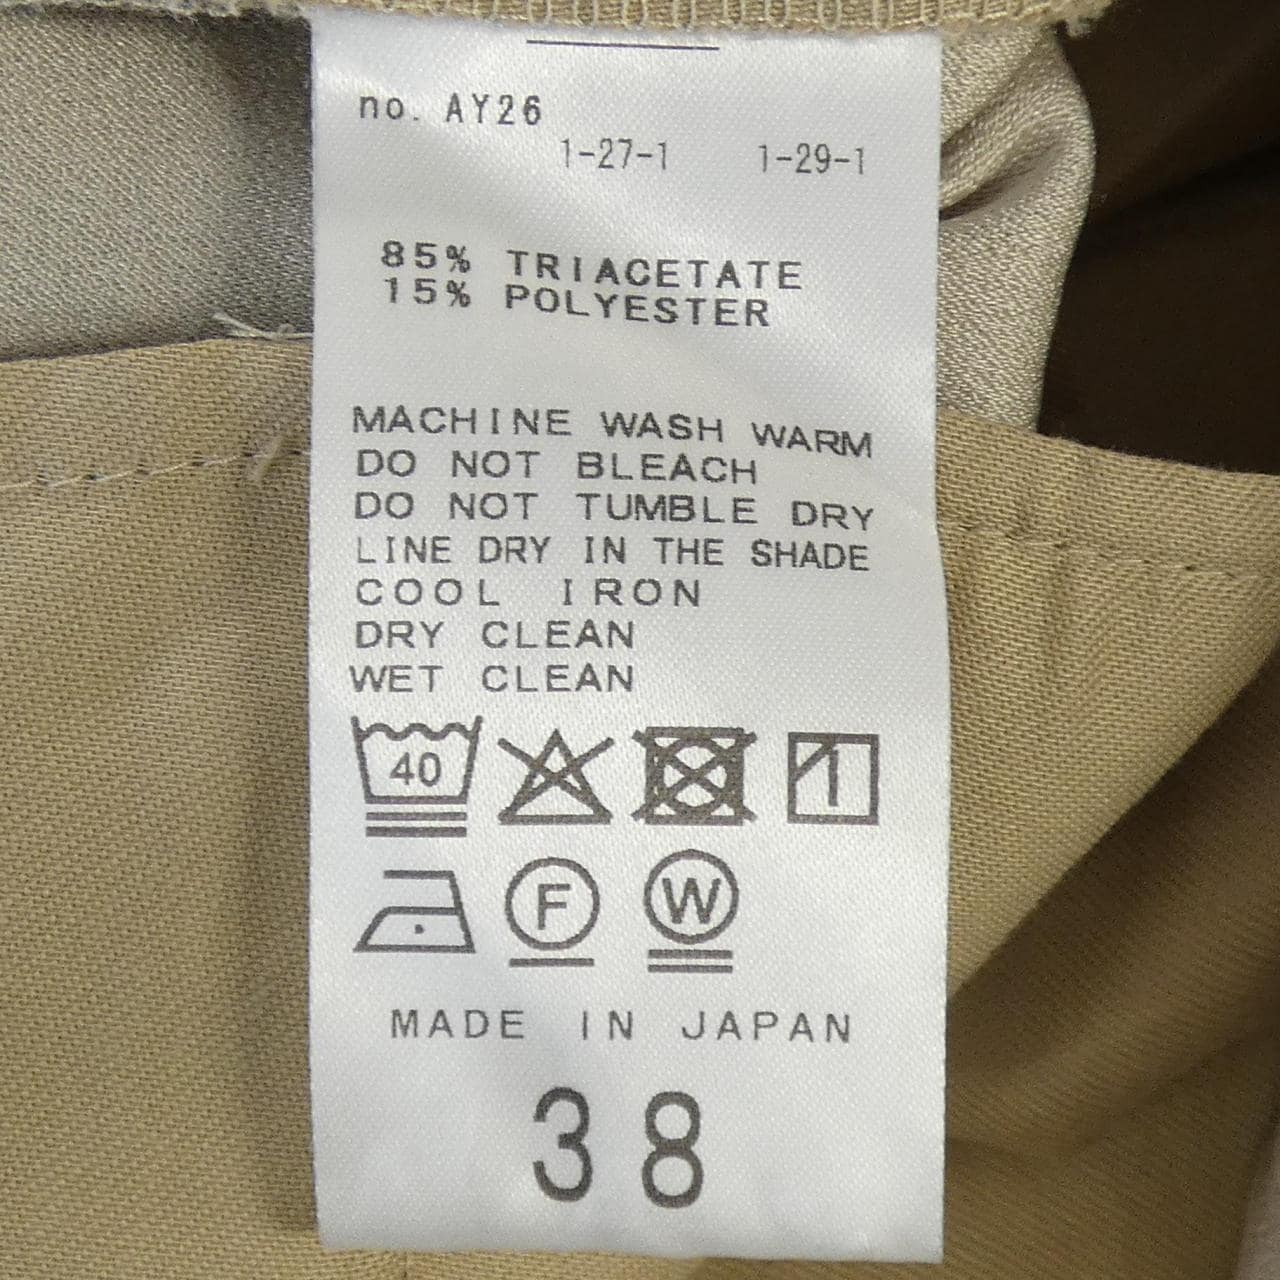 no. AY26
1-27-1 1-29-1
85% TRIACETATE
15% POLYESTER
MACHINE WASH WARM
DO NOT BLEACH
DO NOT TUMBLE DRY
LINE DRY IN THE SHADE
COOL IRON
DRY CLEAN
WET CLEAN
40
F W
MADE IN JAPAN
38